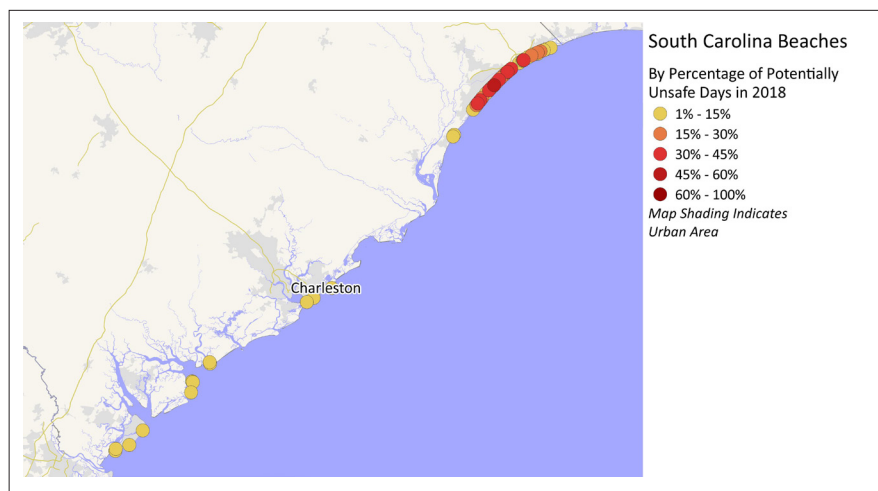 South Carolina Beaches
By Percentage of Potentially
Unsafe Days in 2018
1% - 15%
15% - 30%
30% - 45%
45% - 60%
60% - 100%
Map Shading Indicates
Urban Area
Charleston